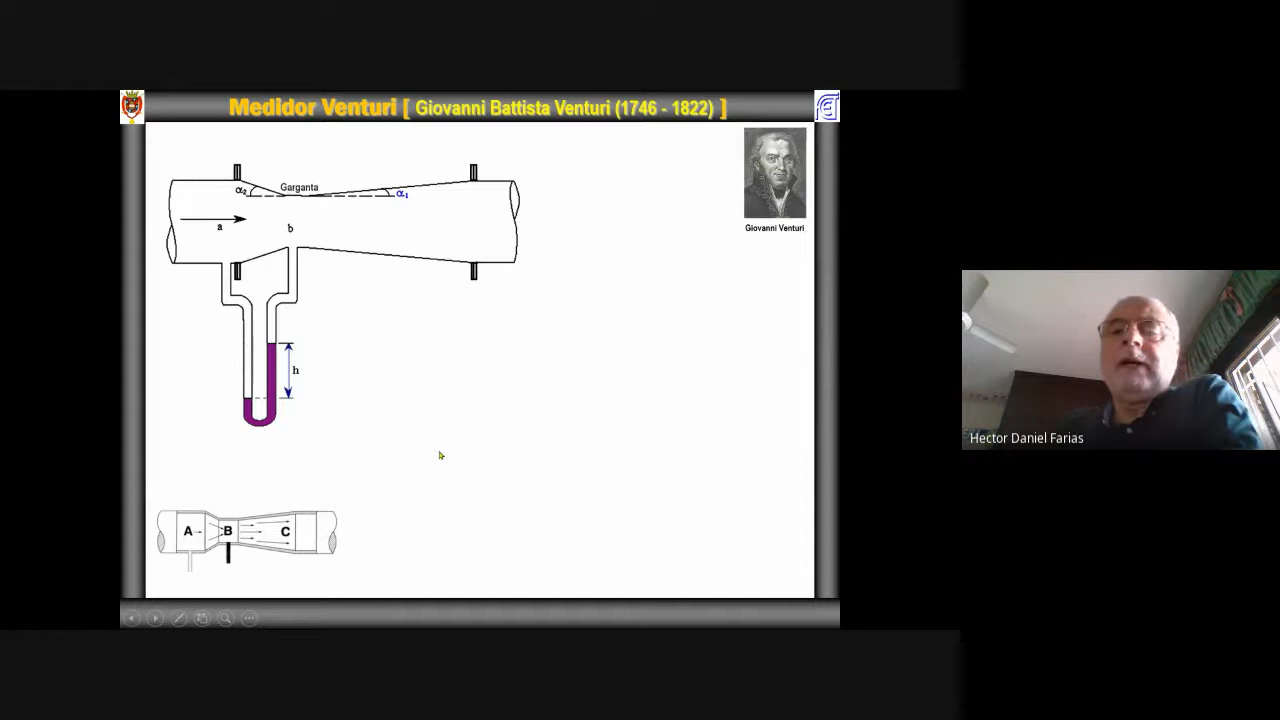 Medidor Venturi [ Giovanni Battista Venturi (1746 - 1822) ]
α₂
Garganta
α₁
a
b
Giovanni Venturi
h
A
B
C
Hector Daniel Farias